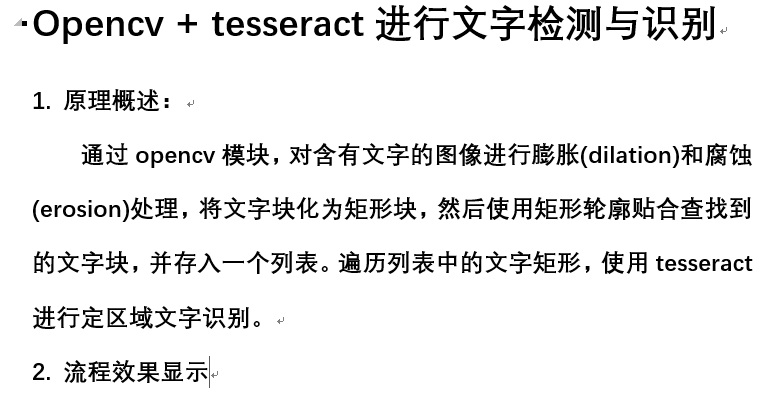 Opencv + tesseract 进行文字检测与识别
1. 原理概述：
通过 opencv 模块，对含有文字的图像进行膨胀(dilation)和腐蚀
(erosion)处理，将文字块化为矩形块，然后使用矩形轮廓贴合查找到
的文字块，并存入一个列表。遍历列表中的文字矩形，使用 tesseract
进行定区域文字识别。
2. 流程效果显示